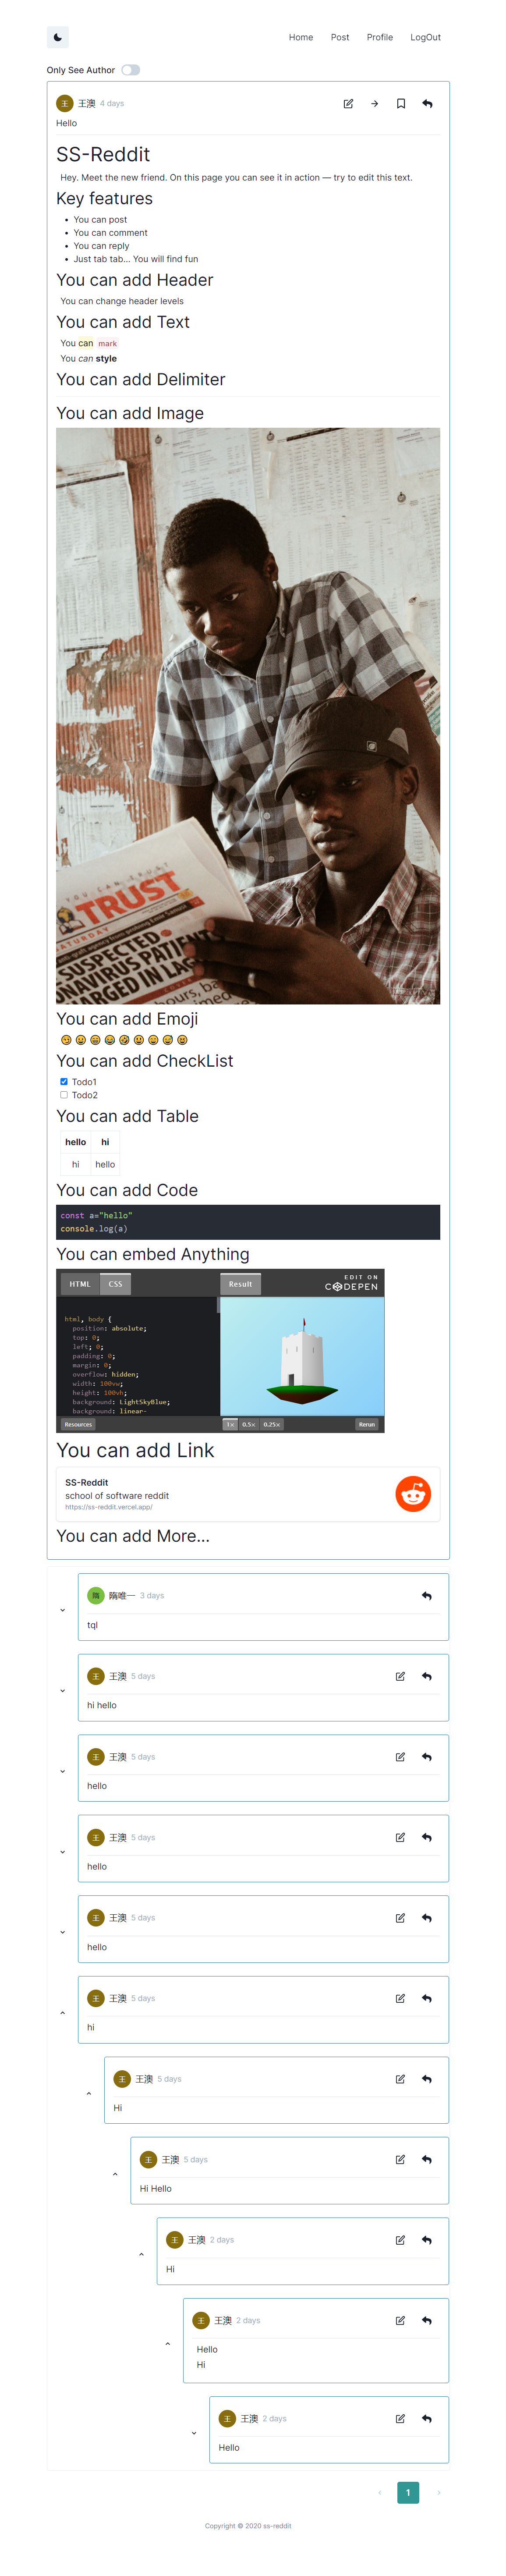 Home Post Profile LogOut
Only See Author
王 王澳 4 days
Hello
SS-Reddit
Hey. Meet the new friend. On this page you can see it in action — try to edit this text.
Key features
• You can post
• You can comment
• You can reply
• Just tab tab... You will find fun
You can add Header
You can change header levels
You can add Text
You can mark
You can style
You can add Delimiter
You can add Image
YOU CAN TRUST
SATURDAY
SUSPECTED
NAVIRUS PATIENT
ARGED IN LA
hours, ba
You can add Emoji
You can add CheckList
Todo1
Todo2
You can add Table
hello hi
hi hello
You can add Code
const a="hello"
console.log(a)
You can embed Anything
HTML CSS Result EDIT ON
CODEPEN
html, body {
position: absolute;
top: 0;
left: 0;
padding: 0;
margin: 0;
overflow: hidden;
width: 100vw;
height: 100vh;
background: LightSkyBlue;
background: linear-
Resources 1× 0.5× 0.25× Rerun
You can add Link
SS-Reddit
school of software reddit
https://ss-reddit.vercel.app/
You can add More...
隋 隋唯一 3 days
tql
王 王澳 5 days
hi hello
王 王澳 5 days
hello
王 王澳 5 days
hello
王 王澳 5 days
hello
王 王澳 5 days
hi
王 王澳 5 days
Hi
王 王澳 5 days
Hi Hello
王 王澳 2 days
Hi
王 王澳 2 days
Hello
Hi
王 王澳 2 days
Hello
‹ 1 ›
Copyright © 2020 ss-reddit